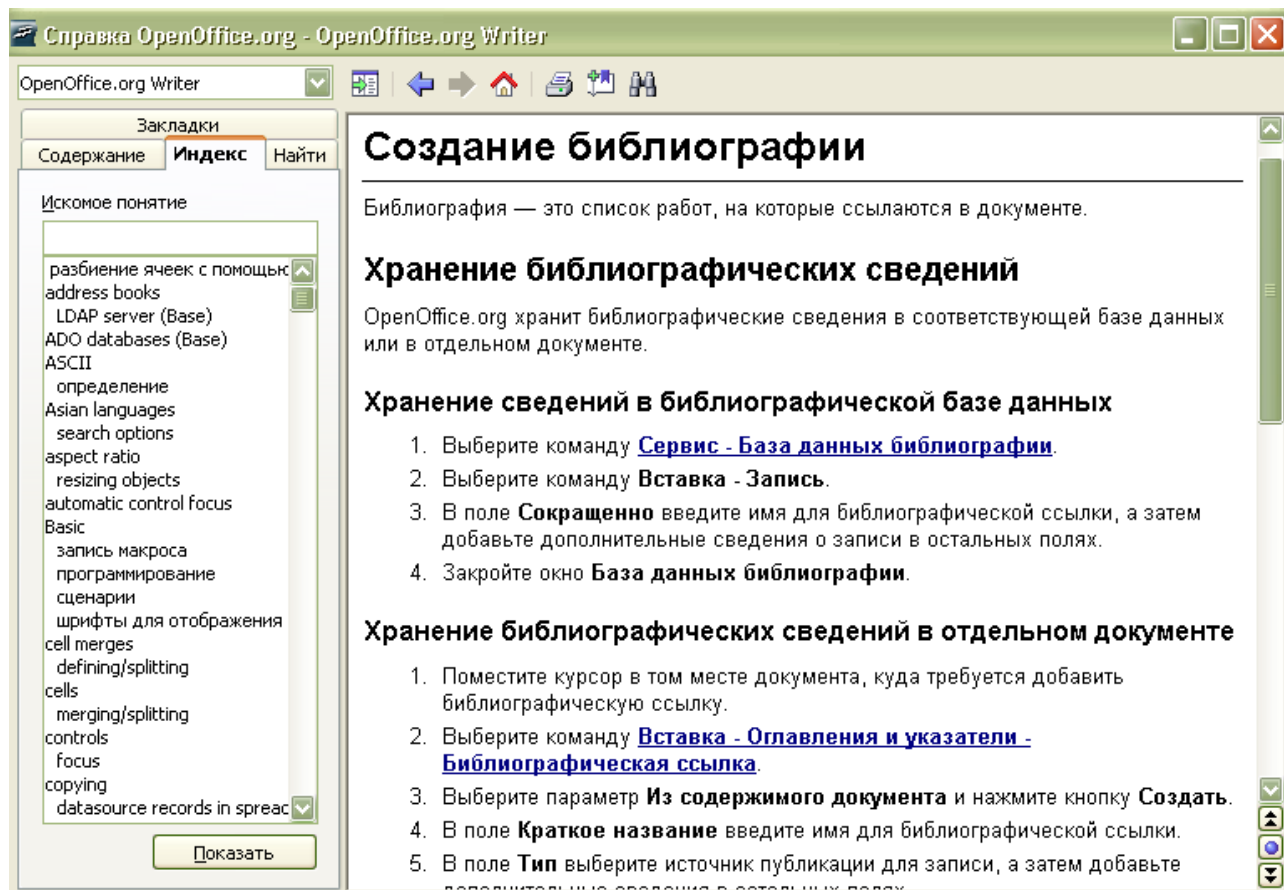 Справка OpenOffice.org - OpenOffice.org Writer
OpenOffice.org Writer
Закладки
Содержание Индекс Найти
Искомое понятие
разбиение ячеек с помощью
address books
LDAP server (Base)
ADO databases (Base)
ASCII
определение
Asian languages
search options
aspect ratio
resizing objects
automatic control focus
Basic
запись макроса
программирование
сценарии
шрифты для отображения
cell merges
defining/splitting
cells
merging/splitting
controls
focus
copying
datasource records in spreac
Показать
Создание библиографии
Библиография — это список работ, на которые ссылаются в документе.
Хранение библиографических сведений
OpenOffice.org хранит библиографические сведения в соответствующей базе данных
или в отдельном документе.
Хранение сведений в библиографической базе данных
1. Выберите команду Сервис - База данных библиографии.
2. Выберите команду Вставка - Запись.
3. В поле Сокращенно введите имя для библиографической ссылки, а затем
добавьте дополнительные сведения о записи в остальных полях.
4. Закройте окно База данных библиографии.
Хранение библиографических сведений в отдельном документе
1. Поместите курсор в том месте документа, куда требуется добавить
библиографическую ссылку.
2. Выберите команду Вставка - Оглавления и указатели -
Библиографическая ссылка.
3. Выберите параметр Из содержимого документа и нажмите кнопку Создать.
4. В поле Краткое название введите имя для библиографической ссылки.
5. В поле Тип выберите источник публикации для записи, а затем добавьте